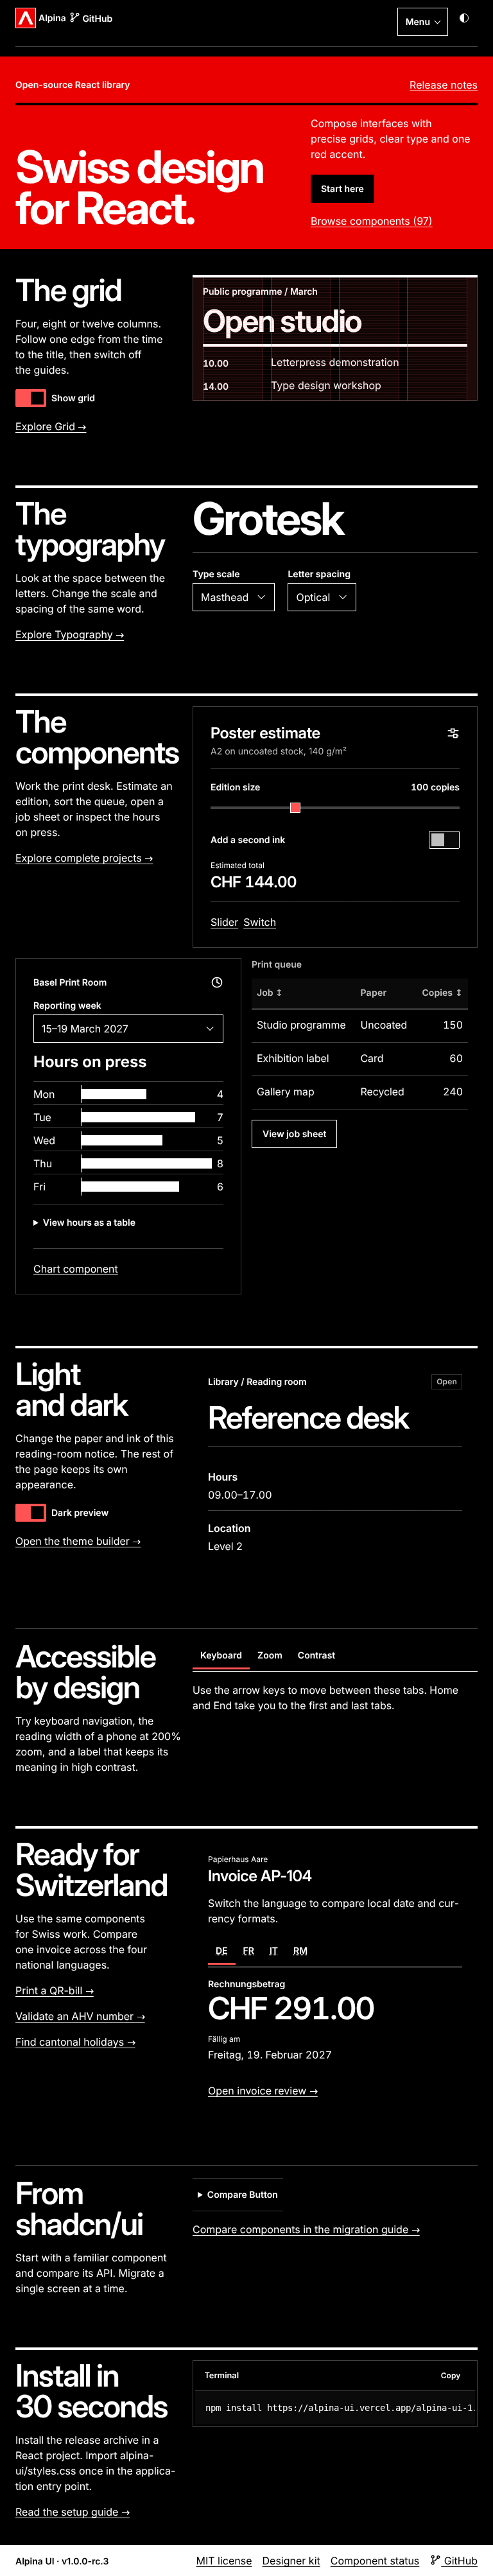 Alpina GitHub
Menu
Open-source React library
Release notes
Swiss design
for React.
Compose interfaces with
precise grids, clear type and one
red accent.
Start here
Browse components (97)
The grid
Four, eight or twelve columns.
Follow one edge from the time
to the title, then switch off
the guides.
Show grid
Explore Grid →
Public programme / March
Open studio
10.00 Letterpress demonstration
14.00 Type design workshop
The
typography
Look at the space between the
letters. Change the scale and
spacing of the same word.
Explore Typography →
Grotesk
Type scale
Masthead
Letter spacing
Optical
The
components
Work the print desk. Estimate an
edition, sort the queue, open a
job sheet or inspect the hours
on press.
Explore complete projects →
Poster estimate
A2 on uncoated stock, 140 g/m²
Edition size 100 copies
Add a second ink
Estimated total
CHF 144.00
Slider Switch
Basel Print Room
Reporting week
15–19 March 2027
Hours on press
Mon 4
Tue 7
Wed 5
Thu 8
Fri 6
View hours as a table
Chart component
Print queue
Job ↕ Paper Copies ↕
Studio programme Uncoated 150
Exhibition label Card 60
Gallery map Recycled 240
View job sheet
Light
and dark
Change the paper and ink of this
reading-room notice. The rest of
the page keeps its own
appearance.
Dark preview
Open the theme builder →
Library / Reading room
Open
Reference desk
Hours
09.00–17.00
Location
Level 2
Accessible
by design
Try keyboard navigation, the
reading width of a phone at 200%
zoom, and a label that keeps its
meaning in high contrast.
Keyboard Zoom Contrast
Use the arrow keys to move between these tabs. Home
and End take you to the first and last tabs.
Ready for
Switzerland
Use the same components
for Swiss work. Compare
one invoice across the four
national languages.
Print a QR-bill →
Validate an AHV number →
Find cantonal holidays →
Papierhaus Aare
Invoice AP-104
Switch the language to compare local date and cur-
rency formats.
DE FR IT RM
Rechnungsbetrag
CHF 291.00
Fällig am
Freitag, 19. Februar 2027
Open invoice review →
From
shadcn/ui
Start with a familiar component
and compare its API. Migrate a
single screen at a time.
Compare Button
Compare components in the migration guide →
Install in
30 seconds
Install the release archive in a
React project. Import alpina-
ui/styles.css once in the applica-
tion entry point.
Read the setup guide →
Terminal
Copy
npm install https://alpina-ui.vercel.app/alpina-ui-1.
Alpina UI · v1.0.0-rc.3
MIT license Designer kit Component status GitHub